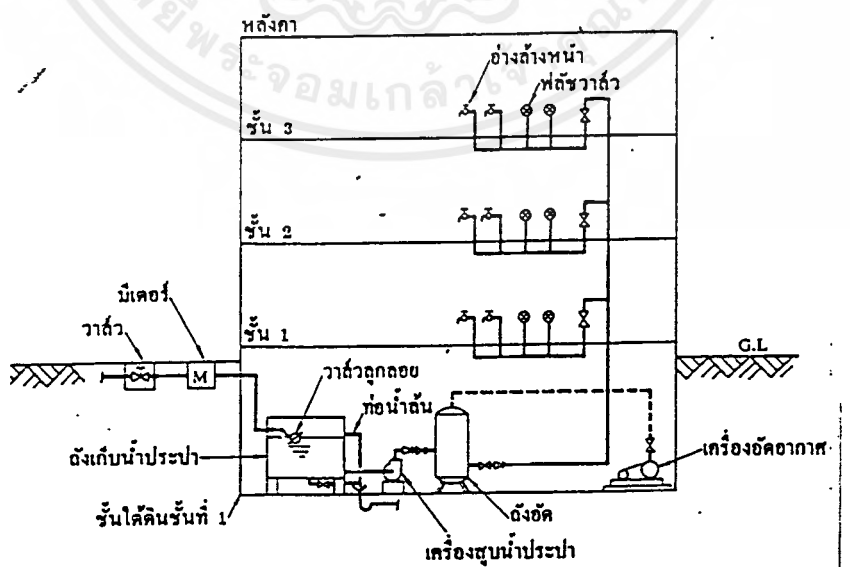 หลังคา
อ่างล้างหน้า
ฟลัชวาล์ว
ชั้น 3
ชั้น 2
มิเตอร์
วาล์ว
ชั้น 1
G.L
M
วาล์วลูกลอย
ท่อน้ำล้น
ถังเก็บน้ำประปา
เครื่องอัดอากาศ
ชั้นใต้ดินชั้นที่ 1
ถังอัด
เครื่องสูบน้ำประปา